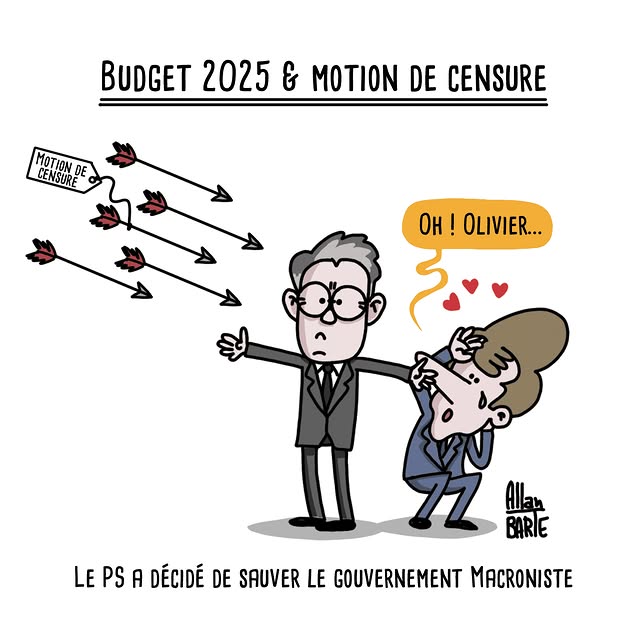 Budget 2025 & motion de censure
Motion de
censure
Oh ! Olivier...
Allan
BARTE
Le PS a décidé de sauver le gouvernement Macroniste